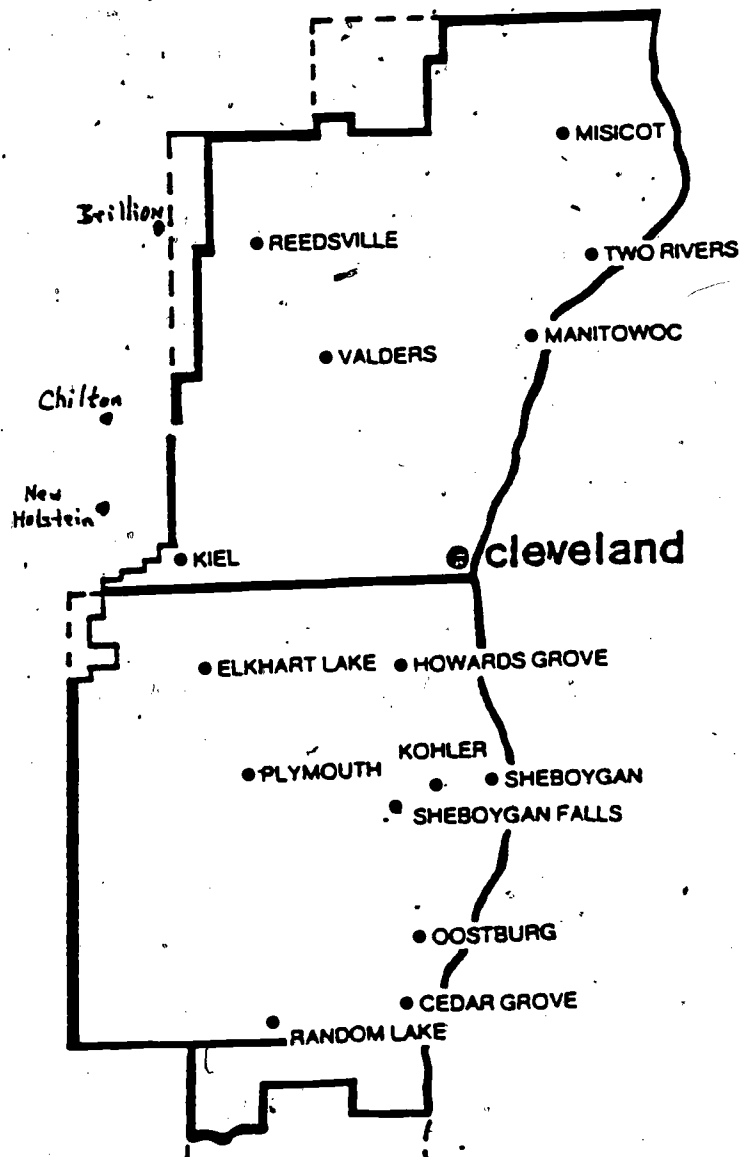 MISICOT
Brillion
REEDSVILLE
TWO RIVERS
MANITOWOC
VALDERS
Chilton
New
Holstein
cleveland
KIEL
ELKHART LAKE
HOWARDS GROVE
KOHLER
PLYMOUTH
SHEBOYGAN
SHEBOYGAN FALLS
OOSTBURG
CEDAR GROVE
RANDOM LAKE